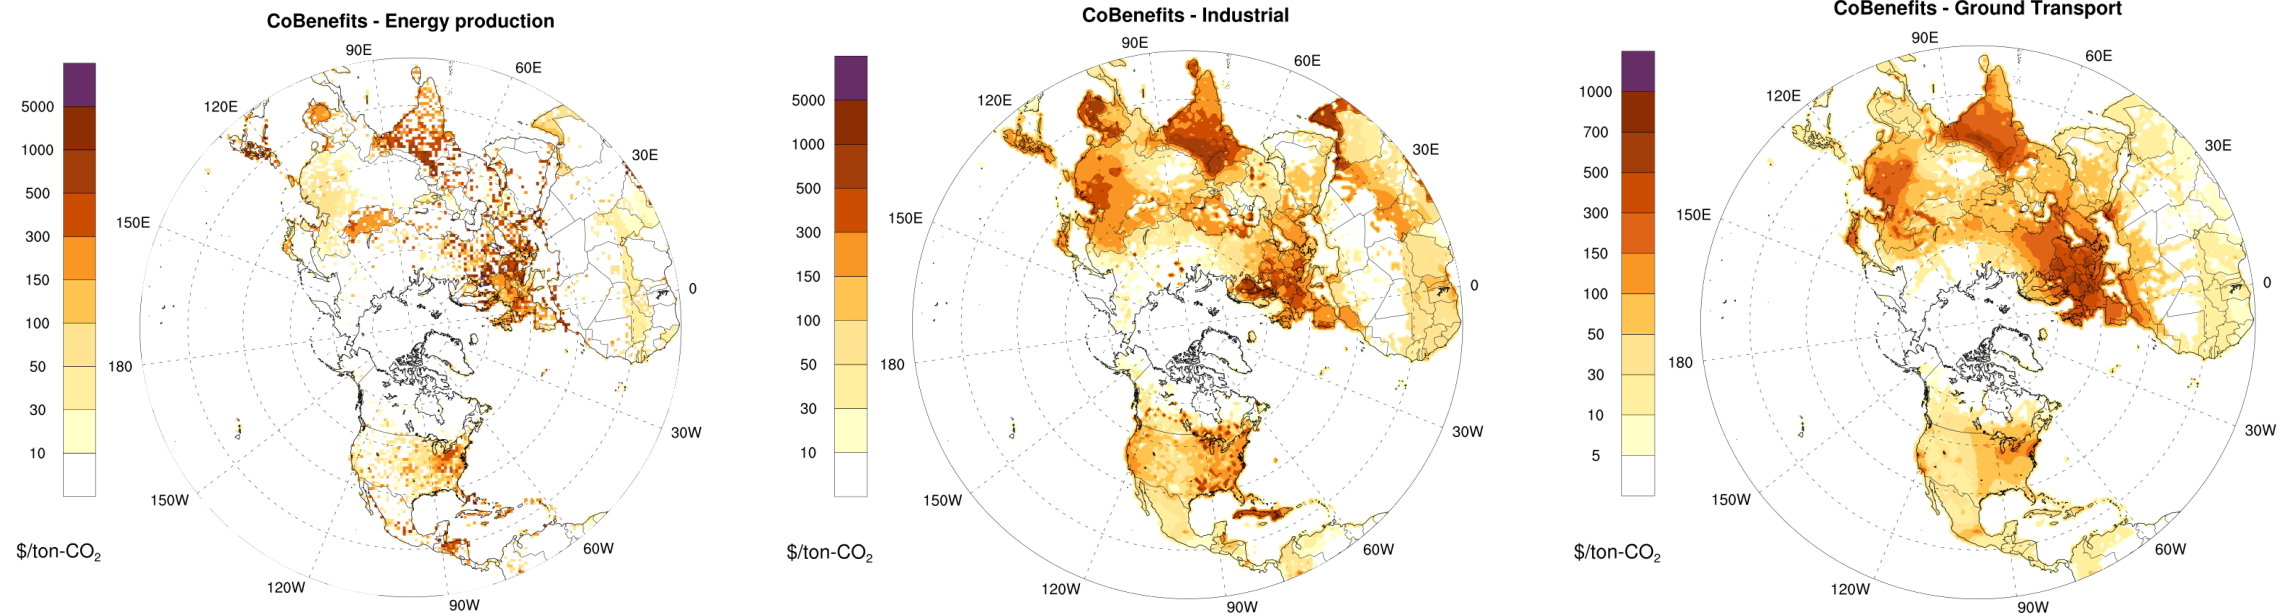 CoBenefits - Energy production
5000
1000
500
300
150
100
50
30
10
$/ton-CO₂
90E
60E
120E
30E
150E
0
180
30W
150W
60W
120W
90W
CoBenefits - Industrial
5000
1000
500
300
150
100
50
30
10
$/ton-CO₂
90E
60E
120E
30E
150E
0
180
30W
150W
60W
120W
90W
CoBenefits - Ground Transport
1000
700
500
300
150
100
50
30
10
5
$/ton-CO₂
90E
60E
120E
30E
150E
0
180
30W
150W
60W
120W
90W